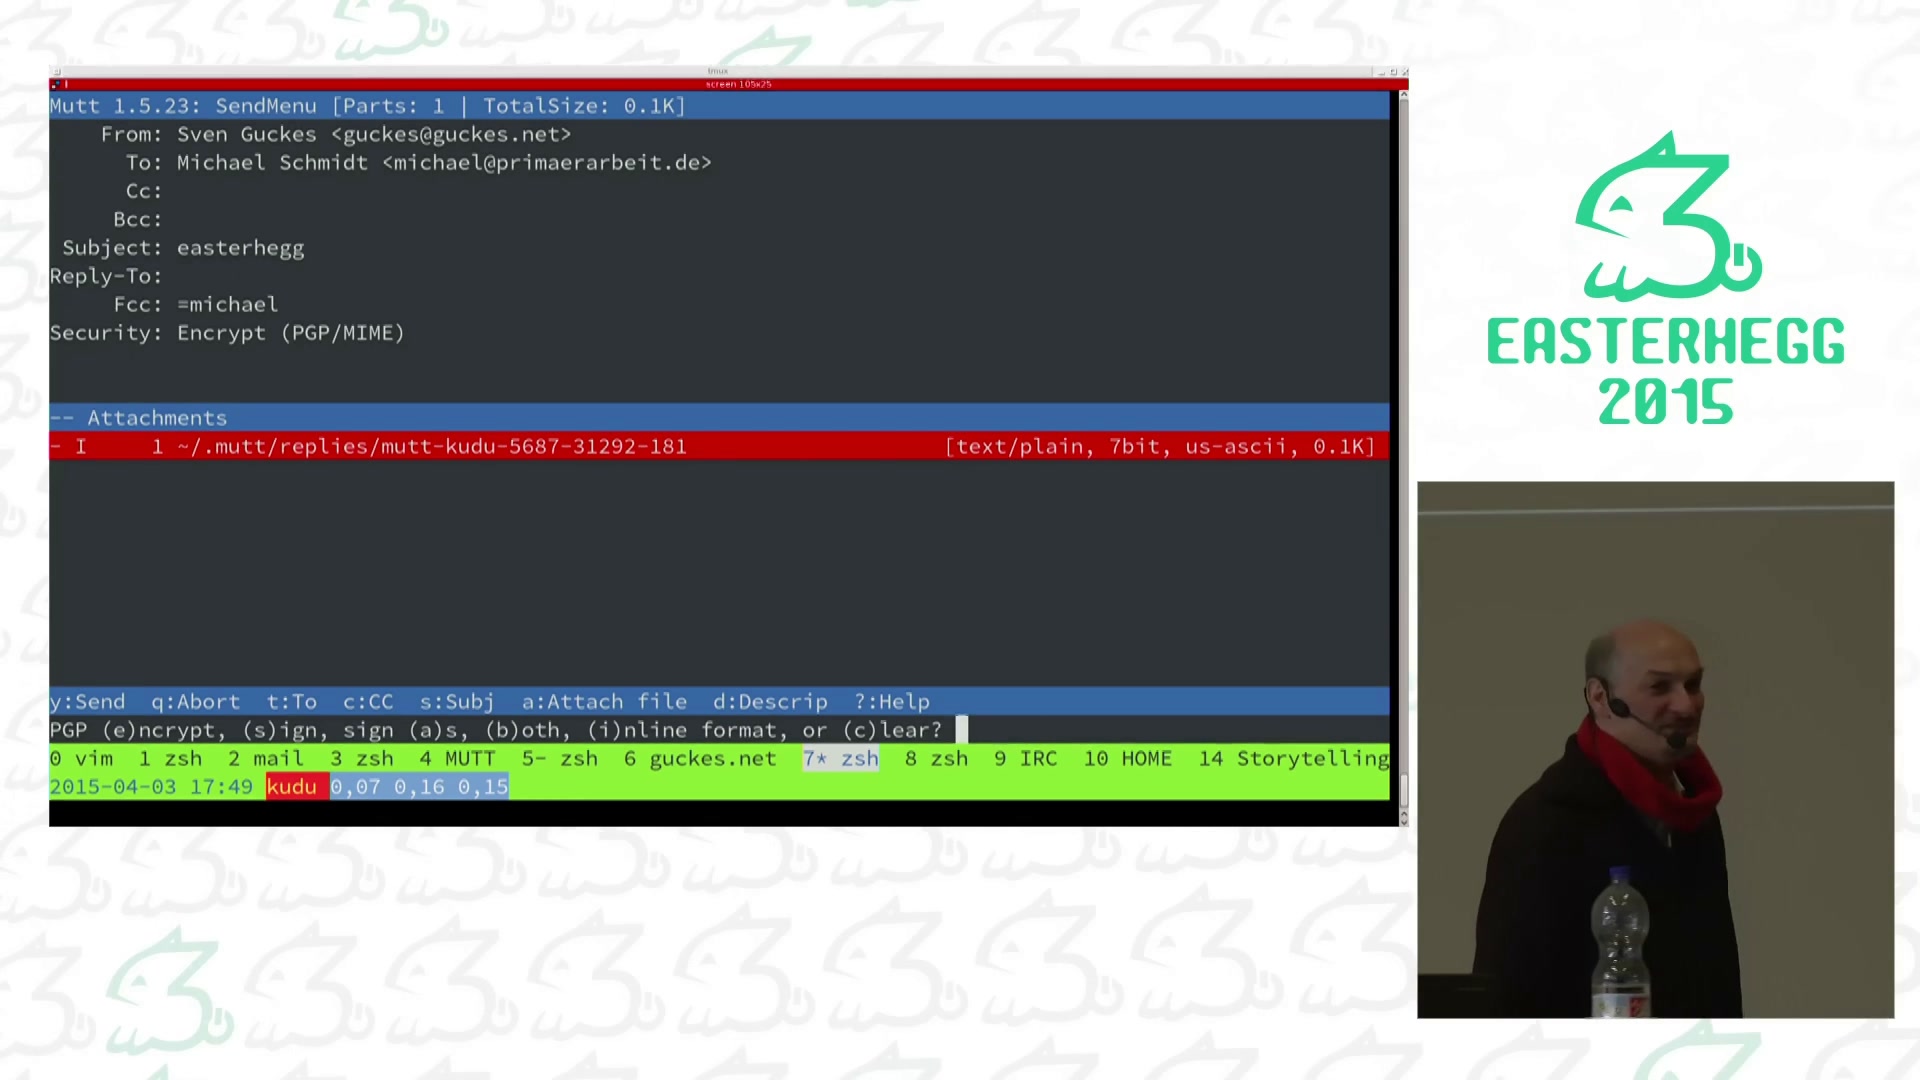 tmux
screen 105x25
Mutt 1.5.23: SendMenu [Parts: 1 | TotalSize: 0.1K]
From: Sven Guckes <guckes@guckes.net>
To: Michael Schmidt <michael@primaerarbeit.de>
Cc:
Bcc:
Subject: easterhegg
Reply-To:
Fcc: =michael
Security: Encrypt (PGP/MIME)
-- Attachments
- I 1 ~/.mutt/replies/mutt-kudu-5687-31292-181 [text/plain, 7bit, us-ascii, 0.1K]
y:Send q:Abort t:To c:CC s:Subj a:Attach file d:Descrip ?:Help
PGP (e)ncrypt, (s)ign, sign (a)s, (b)oth, (i)nline format, or (c)lear?
0 vim 1 zsh 2 mail 3 zsh 4 MUTT 5- zsh 6 guckes.net 7* zsh 8 zsh 9 IRC 10 HOME 14 Storytelling
2015-04-03 17:49 kudu 0,07 0,16 0,15
EASTERHEGG
2015